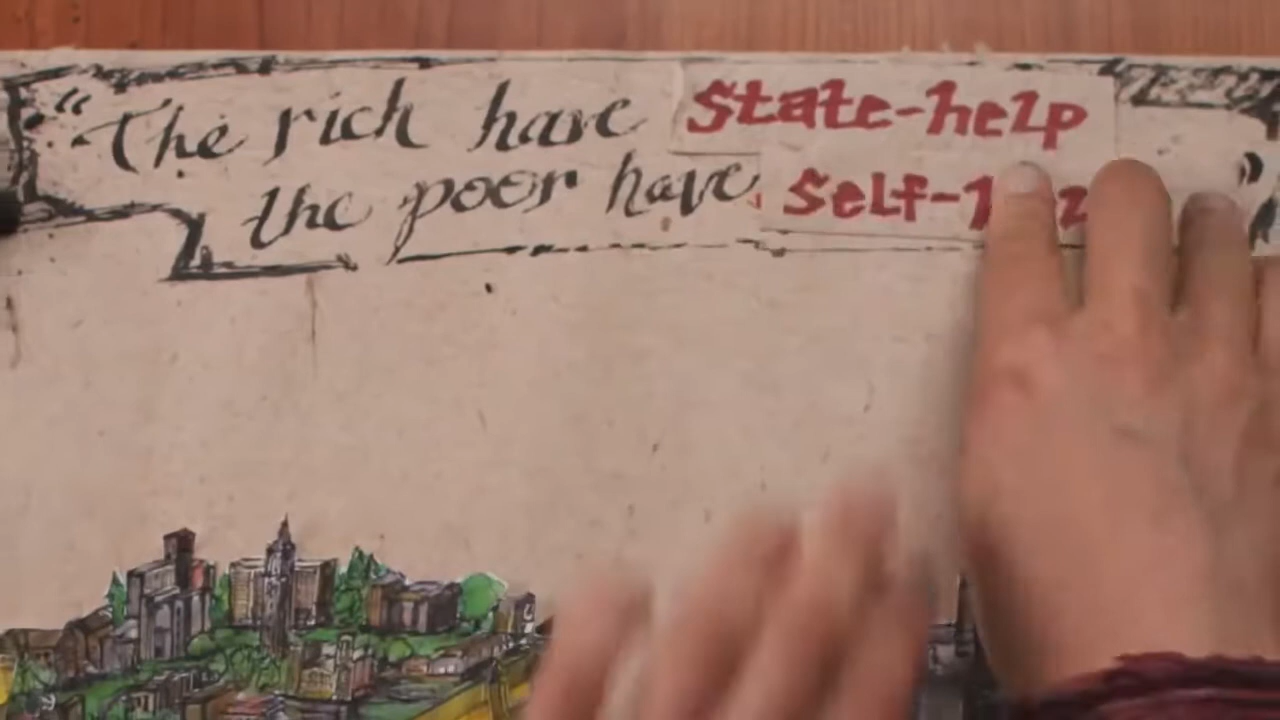 "The rich have State-help
the poor have Self- "